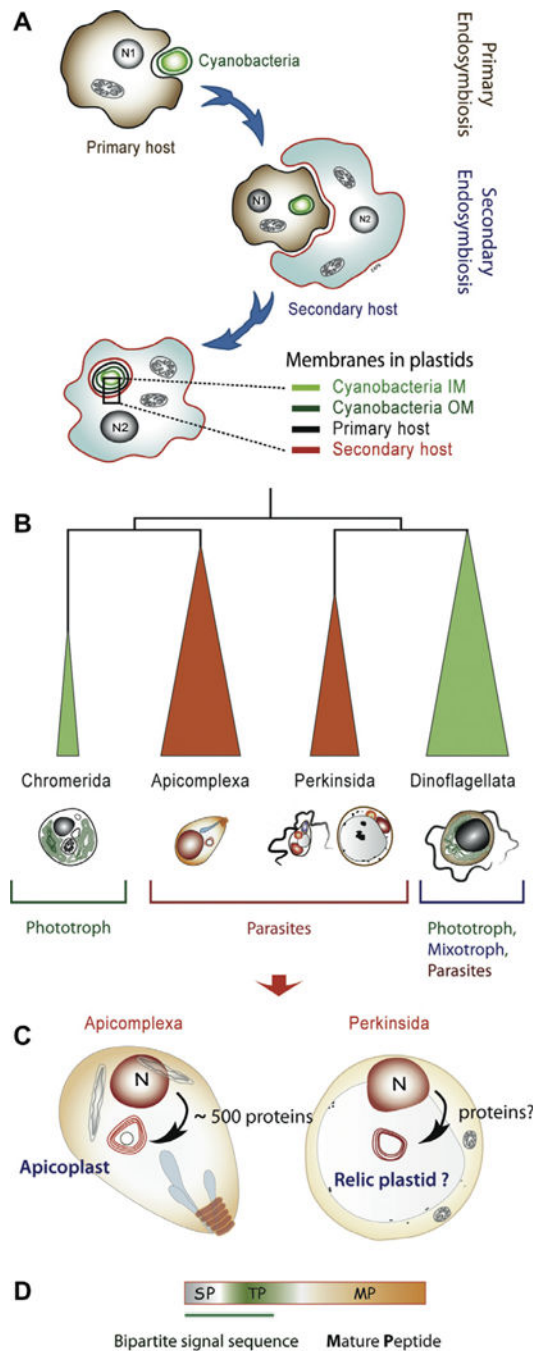 A
N1
Cyanobacteria
Primary host
Primary
Endosymbiosis
N1
N2
Secondary host
Secondary
Endosymbiosis
N2
Membranes in plastids
Cyanobacteria IM
Cyanobacteria OM
Primary host
Secondary host
B
Chromerida Apicomplexa Perkinsida Dinoflagellata
Phototroph
Parasites
Phototroph,
Mixotroph,
Parasites
C
Apicomplexa Perkinsida
N
~ 500 proteins
Apicoplast
N
proteins?
Relic plastid ?
D
SP TP MP
Bipartite signal sequence Mature Peptide